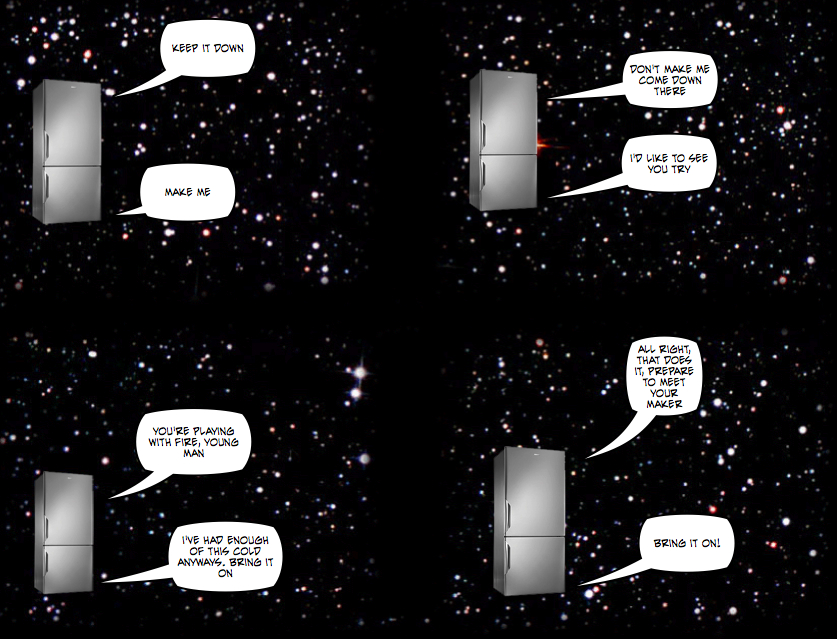 KEEP IT DOWN
MAKE ME
DON'T MAKE ME
COME DOWN
THERE
I'D LIKE TO SEE
YOU TRY
YOU'RE PLAYING
WITH FIRE, YOUNG
MAN
I'VE HAD ENOUGH
OF THIS COLD
ANYWAYS. BRING IT
ON
ALL RIGHT,
THAT DOES
IT, PREPARE
TO MEET
YOUR
MAKER
BRING IT ON!